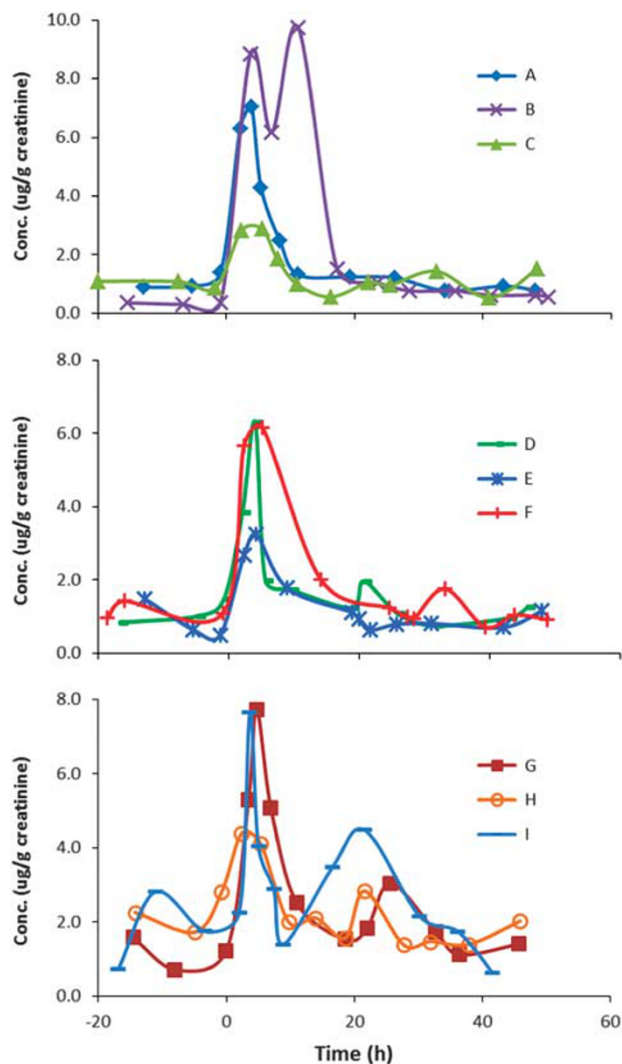 10.0
8.0
6.0
4.0
2.0
0.0
Conc. (ug/g creatinine)
A
B
C
8.0
6.0
4.0
2.0
0.0
Conc. (ug/g creatinine)
D
E
F
8.0
6.0
4.0
2.0
0.0
Conc. (ug/g creatinine)
G
H
I
-20 0 20 40 60
Time (h)